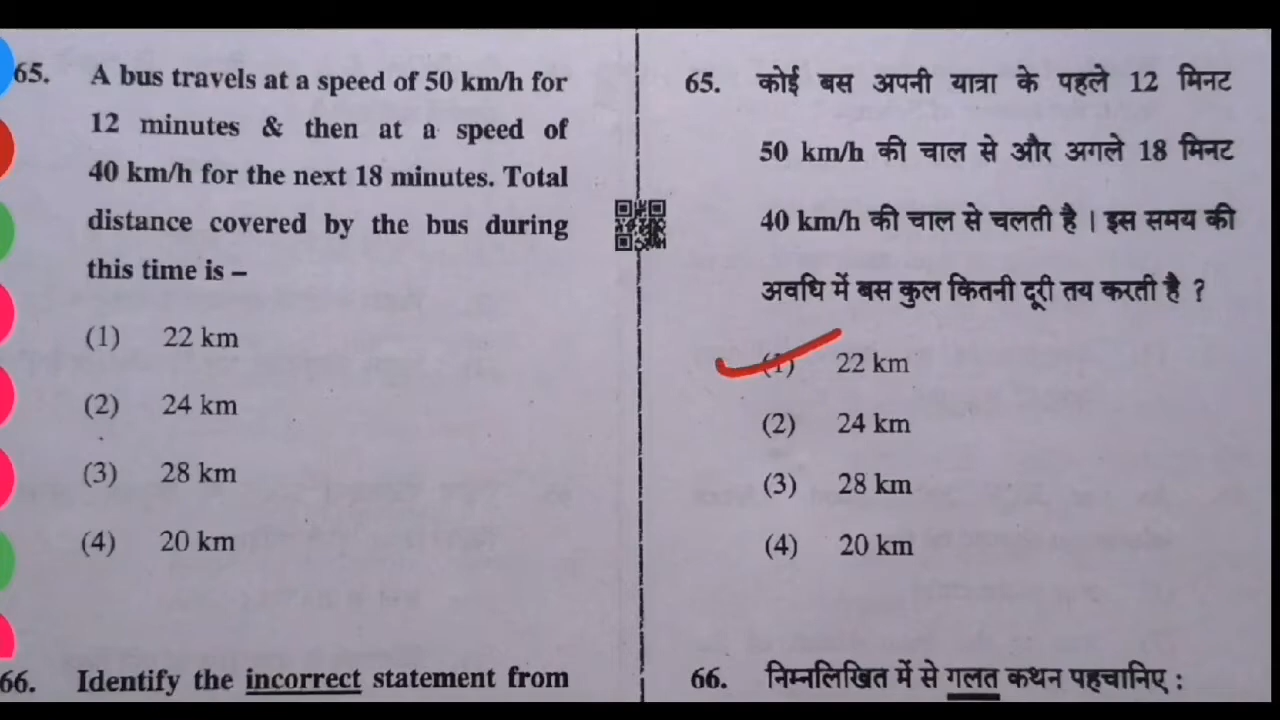 65. A bus travels at a speed of 50 km/h for
12 minutes & then at a speed of
40 km/h for the next 18 minutes. Total
distance covered by the bus during
this time is –
(1) 22 km
(2) 24 km
(3) 28 km
(4) 20 km
66. Identify the incorrect statement from
65. कोई बस अपनी यात्रा के पहले 12 मिनट
50 km/h की चाल से और अगले 18 मिनट
40 km/h की चाल से चलती है । इस समय की
अवधि में बस कुल कितनी दूरी तय करती है ?
(1) 22 km
(2) 24 km
(3) 28 km
(4) 20 km
66. निम्नलिखित में से गलत कथन पहचानिए :